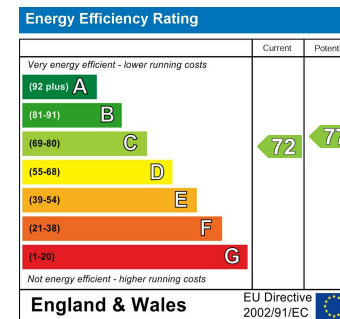 Energy Efficiency Rating
Current
Very energy efficient - lower running costs
(92 plus) A
(81-91) B
(69-80) C
72
77
(55-68) D
(39-54) E
(21-38) F
(1-20) G
Not energy efficient - higher running costs
England & Wales
EU Directive
2002/91/EC